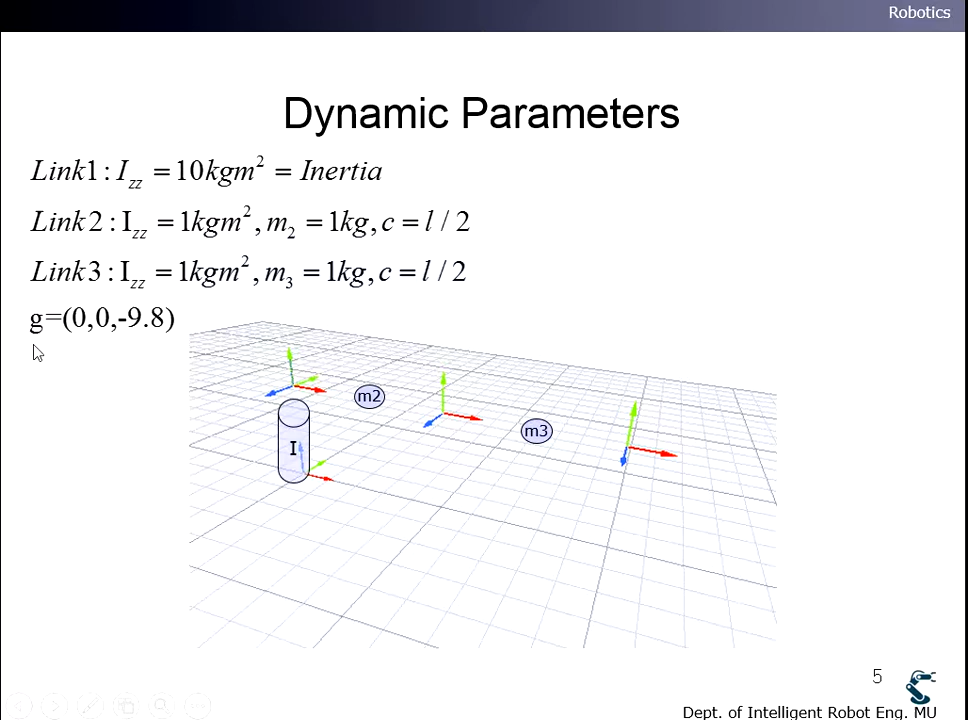 Robotics
Dynamic Parameters
Link1 : I_zz = 10kgm² = Inertia
Link2 : I_zz = 1kgm², m₂ = 1kg, c = l / 2
Link3 : I_zz = 1kgm², m₃ = 1kg, c = l / 2
g=(0,0,-9.8)
m2
m3
I
5
Dept. of Intelligent Robot Eng. MU